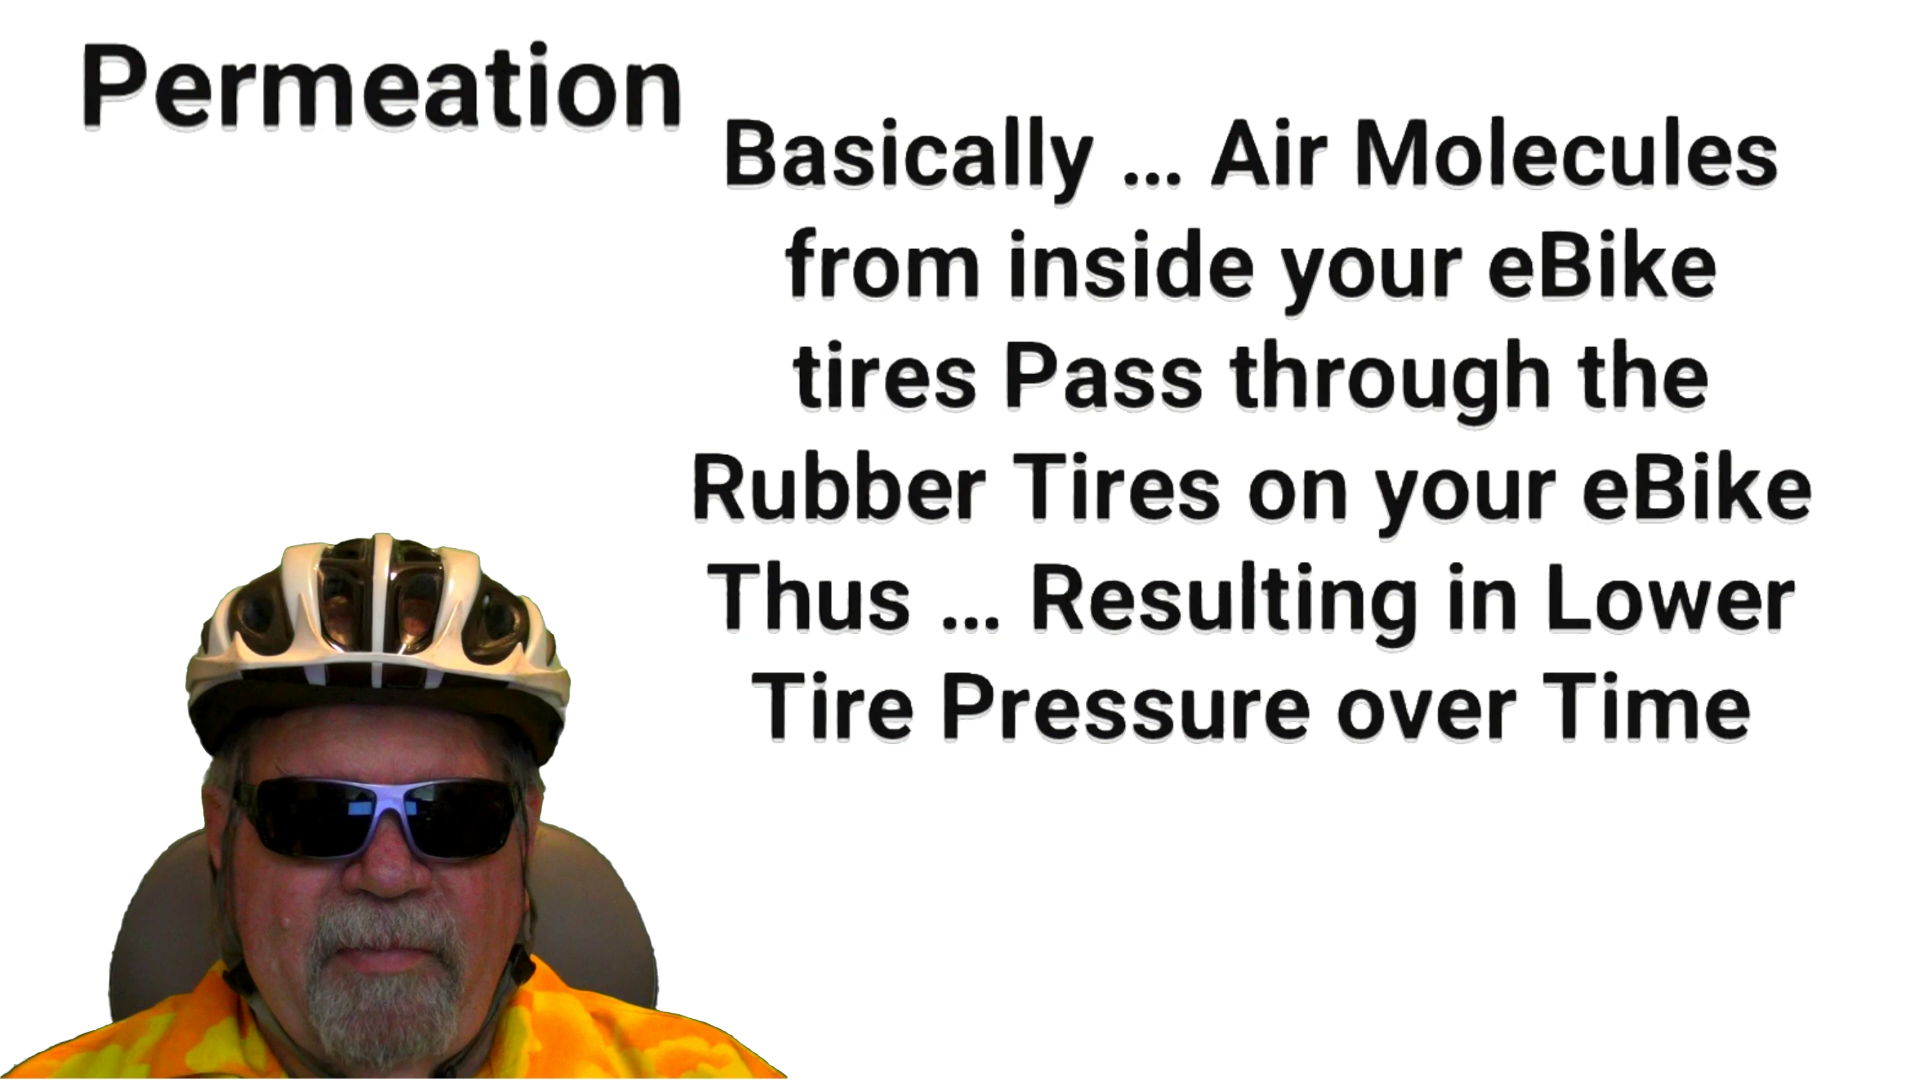 Permeation
Basically ... Air Molecules
from inside your eBike
tires Pass through the
Rubber Tires on your eBike
Thus ... Resulting in Lower
Tire Pressure over Time